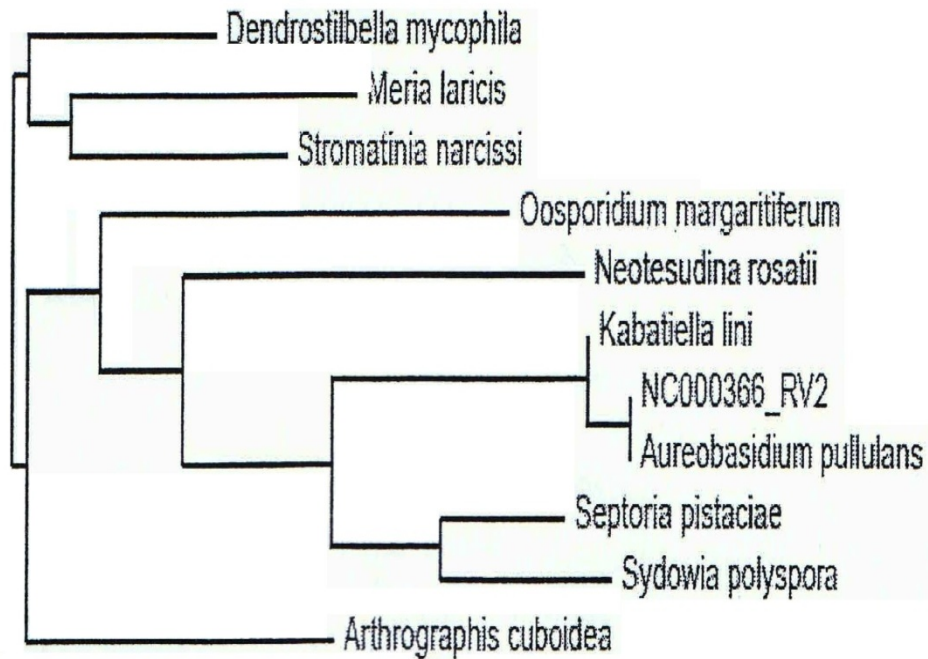 Dendrostilbella mycophila
Meria laricis
Stromatinia narcissi
Oosporidium margaritiferum
Neotesudina rosatii
Kabatiella lini
NC000366_RV2
Aureobasidium pullulans
Septoria pistaciae
Sydowia polyspora
Arthrographis cuboidea